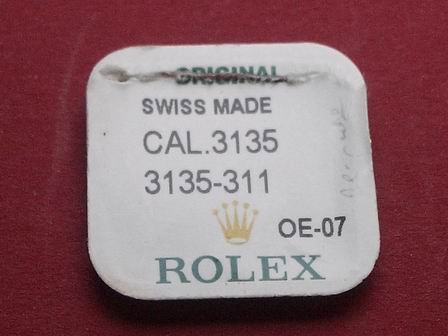 ORIGINAL
SWISS MADE
CAL.3135
3135-311
OE-07
ROLEX